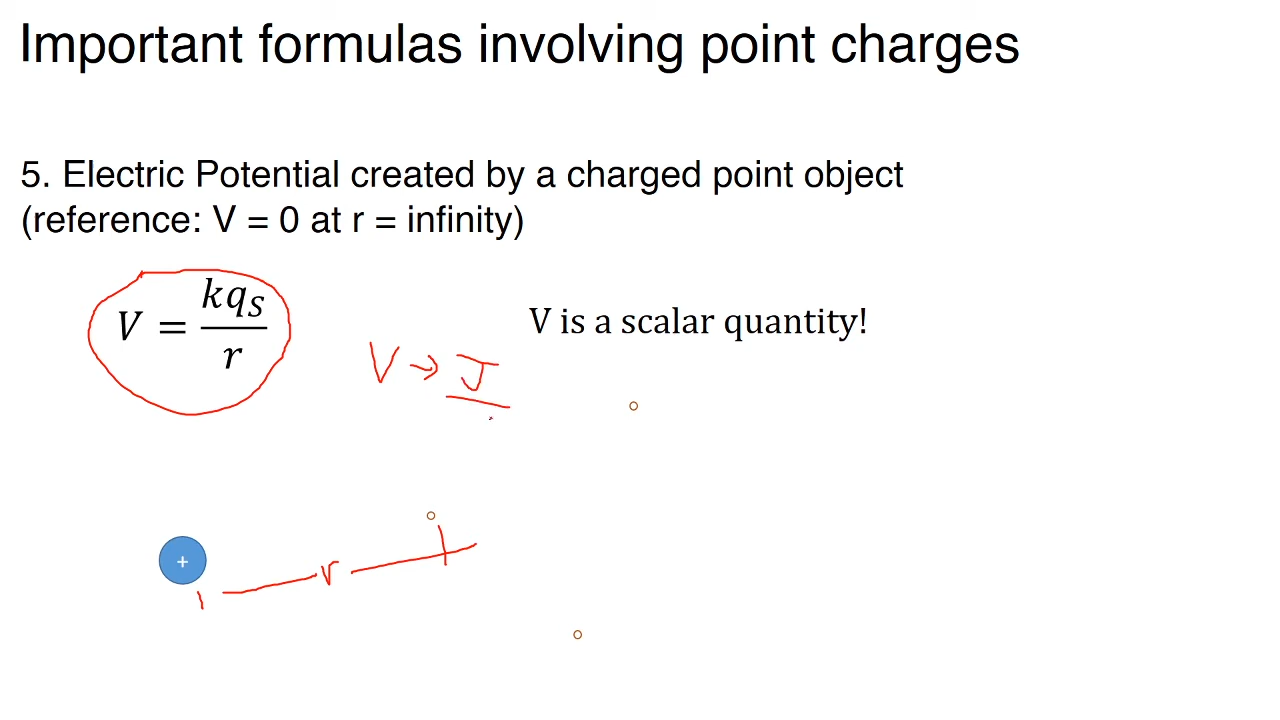 Important formulas involving point charges
5. Electric Potential created by a charged point object
(reference: V = 0 at r = infinity)
V = kq_S/r
V is a scalar quantity!
V → J
+
r